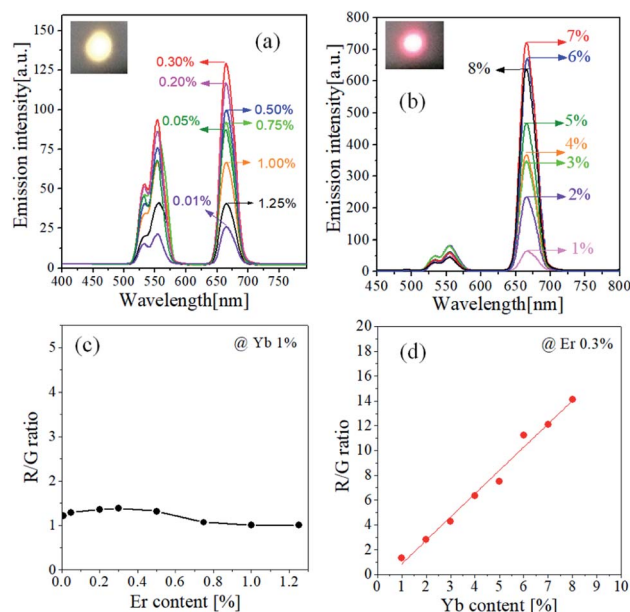 (a)
Emission intensity[a.u.]
150
125
100
75
50
25
0
0.30%
0.20%
0.05%
0.50%
0.75%
1.00%
0.01%
1.25%
400 450 500 550 600 650 700 750
Wavelength[nm]
(b)
Emission intensity[a.u.]
800
700
600
500
400
300
200
100
0
7%
6%
8%
5%
4%
3%
2%
1%
450 500 550 600 650 700 750 800
Wavelength[nm]
(c)
@ Yb 1%
R/G ratio
5
4
3
2
1
0.0 0.2 0.4 0.6 0.8 1.0 1.2
Er content [%]
(d)
@ Er 0.3%
R/G ratio
20
18
16
14
12
10
8
6
4
2
0
0 1 2 3 4 5 6 7 8 9 10
Yb content [%]